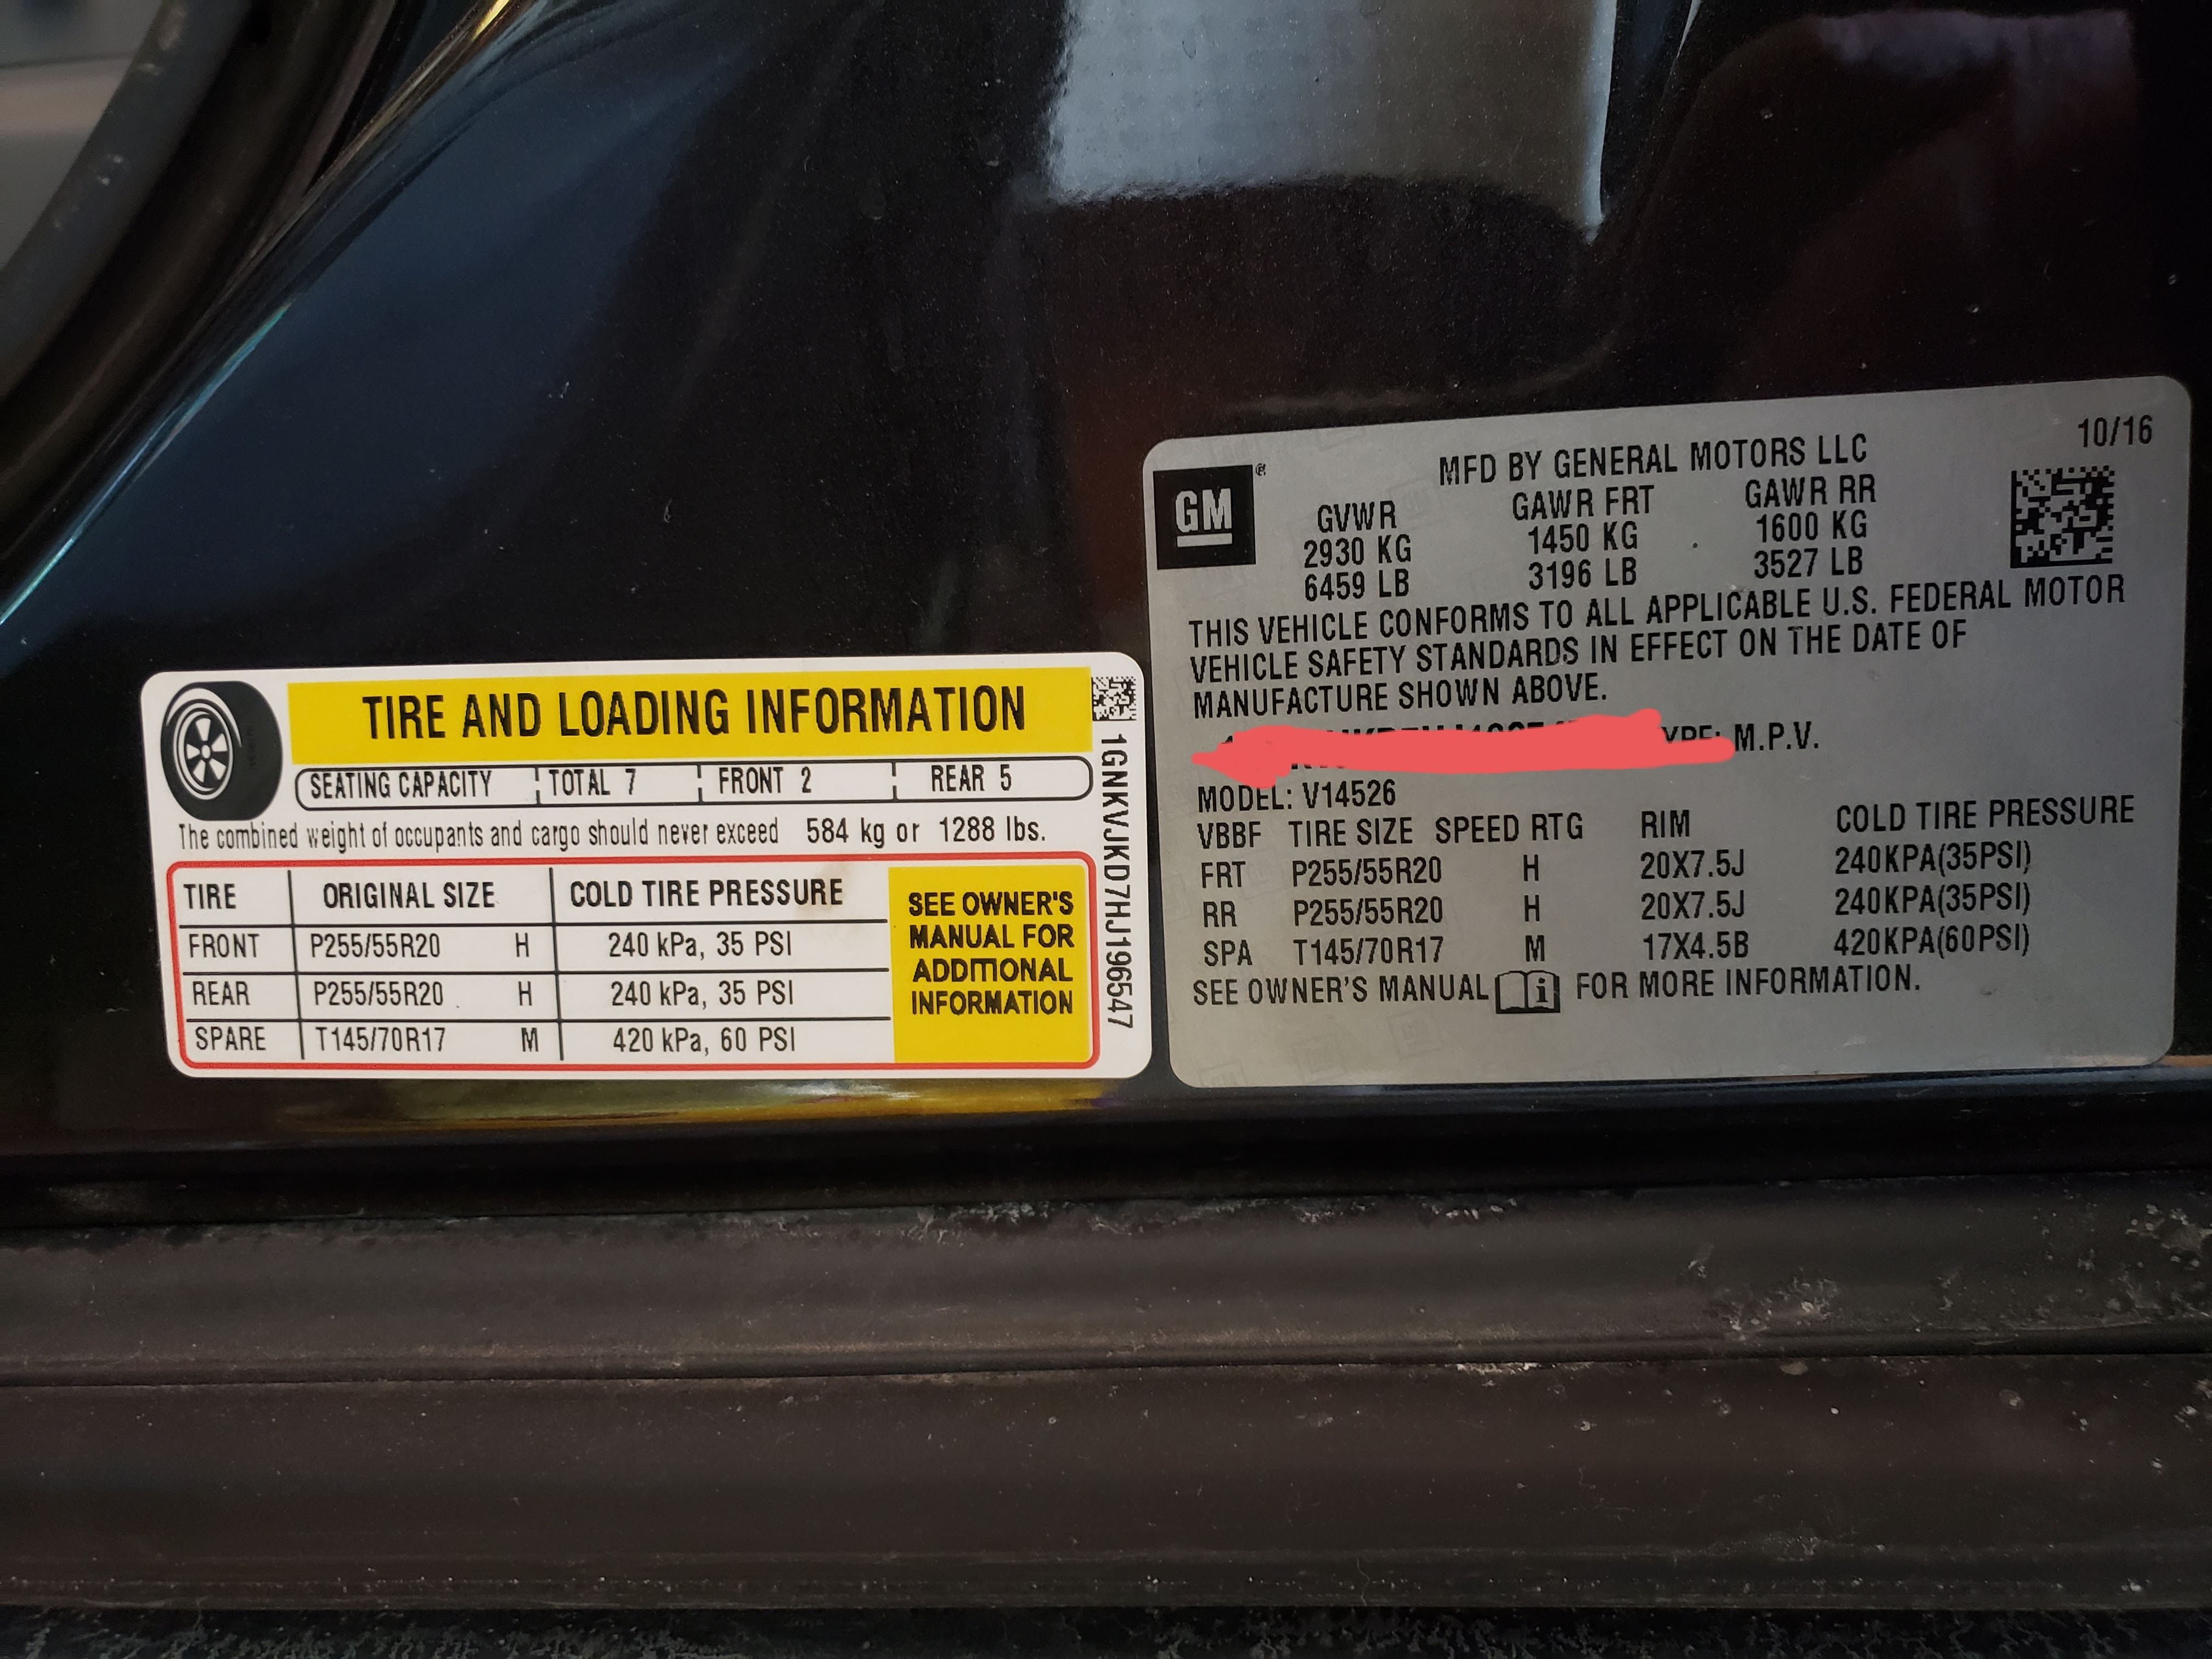 TIRE AND LOADING INFORMATION
SEATING CAPACITY TOTAL 7 FRONT 2 REAR 5
The combined weight of occupants and cargo should never exceed 584 kg or 1288 lbs.
TIRE ORIGINAL SIZE COLD TIRE PRESSURE
FRONT P255/55R20 H 240 kPa, 35 PSI
REAR P255/55R20 H 240 kPa, 35 PSI
SPARE T145/70R17 M 420 kPa, 60 PSI
SEE OWNER'S
MANUAL FOR
ADDITIONAL
INFORMATION
1GNKVJKD7HJ196547
GM®
MFD BY GENERAL MOTORS LLC 10/16
GVWR GAWR FRT GAWR RR
2930 KG 1450 KG 1600 KG
6459 LB 3196 LB 3527 LB
THIS VEHICLE CONFORMS TO ALL APPLICABLE U.S. FEDERAL MOTOR
VEHICLE SAFETY STANDARDS IN EFFECT ON THE DATE OF
MANUFACTURE SHOWN ABOVE.
M.P.V.
MODEL: V14526
VBBF TIRE SIZE SPEED RTG RIM COLD TIRE PRESSURE
FRT P255/55R20 H 20X7.5J 240KPA(35PSI)
RR P255/55R20 H 20X7.5J 240KPA(35PSI)
SPA T145/70R17 M 17X4.5B 420KPA(60PSI)
SEE OWNER'S MANUAL i FOR MORE INFORMATION.